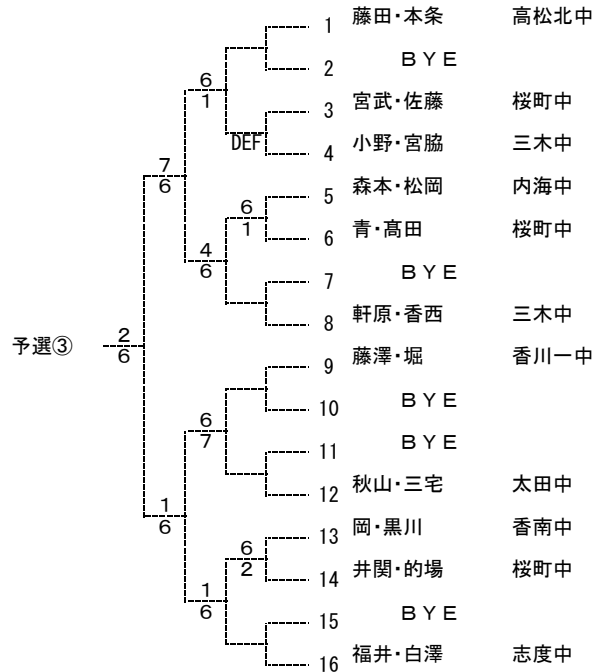 1 藤田・本条 高松北中
2 ＢＹＥ
6
1
3 宮武・佐藤 桜町中
DEF
4 小野・宮脇 三木中
7
6
5 森本・松岡 内海中
6
1
6 青・髙田 桜町中
4
6
7 ＢＹＥ
8 軒原・香西 三木中
予選③
2
6
9 藤澤・堀 香川一中
10 ＢＹＥ
6
7
11 ＢＹＥ
12 秋山・三宅 太田中
1
6
13 岡・黒川 香南中
6
2
14 井関・的場 桜町中
1
6
15 ＢＹＥ
16 福井・白澤 志度中